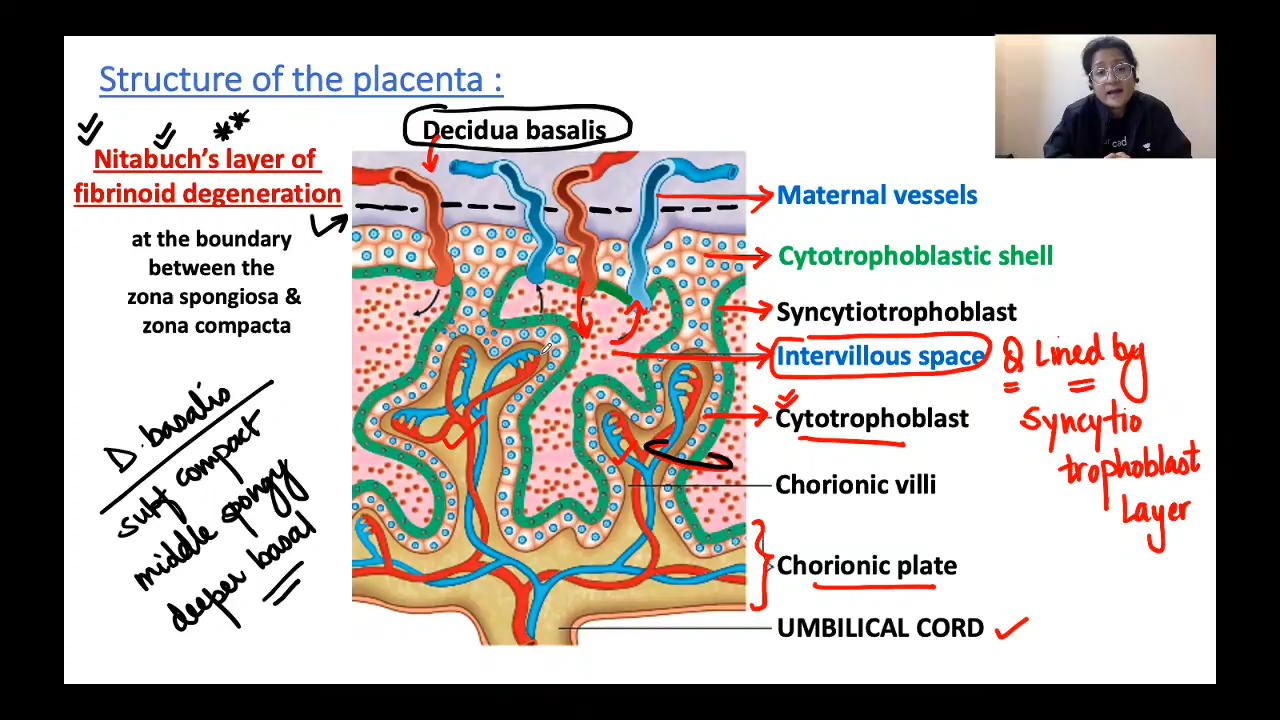 Structure of the placenta :
Decidua basalis
Nitabuch's layer of
fibrinoid degeneration
at the boundary
between the
zona spongiosa &
zona compacta
D. basalis
surf compact
middle spongy
deeper basal
Maternal vessels
Cytotrophoblastic shell
Syncytiotrophoblast
Intervillous space
Cytotrophoblast
Chorionic villi
Chorionic plate
UMBILICAL CORD
Q Lined by
Syncytio
trophoblast
Layer
cad